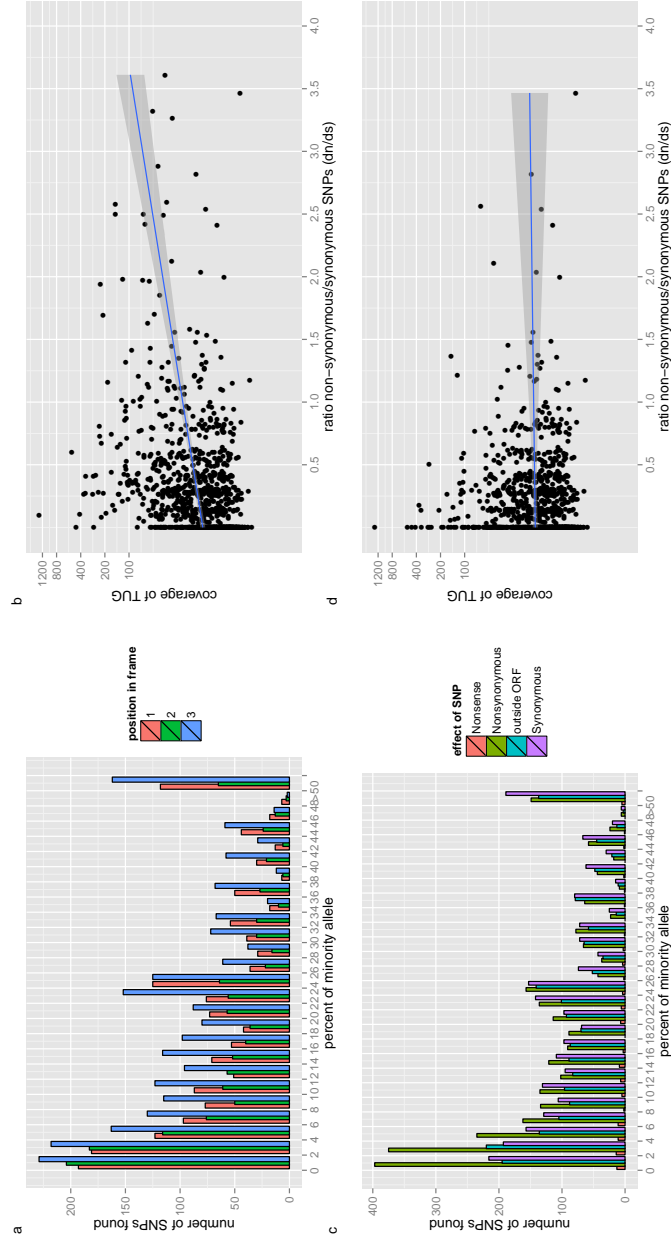 a
number of SNPs found
200
150
100
50
0
0 2 4 6 8 10 12 14 16 18 20 22 24 26 28 30 32 34 36 38 40 42 44 46 48 >50
percent of minority allele
position in frame
1
2
3
b
coverage of TUG
1200
800
600
400
200
100
0.5 1.0 1.5 2.0 2.5 3.0 3.5 4.0
ratio non−synonymous/synonymous SNPs (dn/ds)
c
number of SNPs found
400
300
200
100
0
0 2 4 6 8 10 12 14 16 18 20 22 24 26 28 30 32 34 36 38 40 42 44 46 48 >50
percent of minority allele
effect of SNP
Nonsense
Nonsynonymous
outside ORF
Synonymous
d
coverage of TUG
1200
800
600
400
200
100
0.5 1.0 1.5 2.0 2.5 3.0 3.5 4.0
ratio non−synonymous/synonymous SNPs (dn/ds)